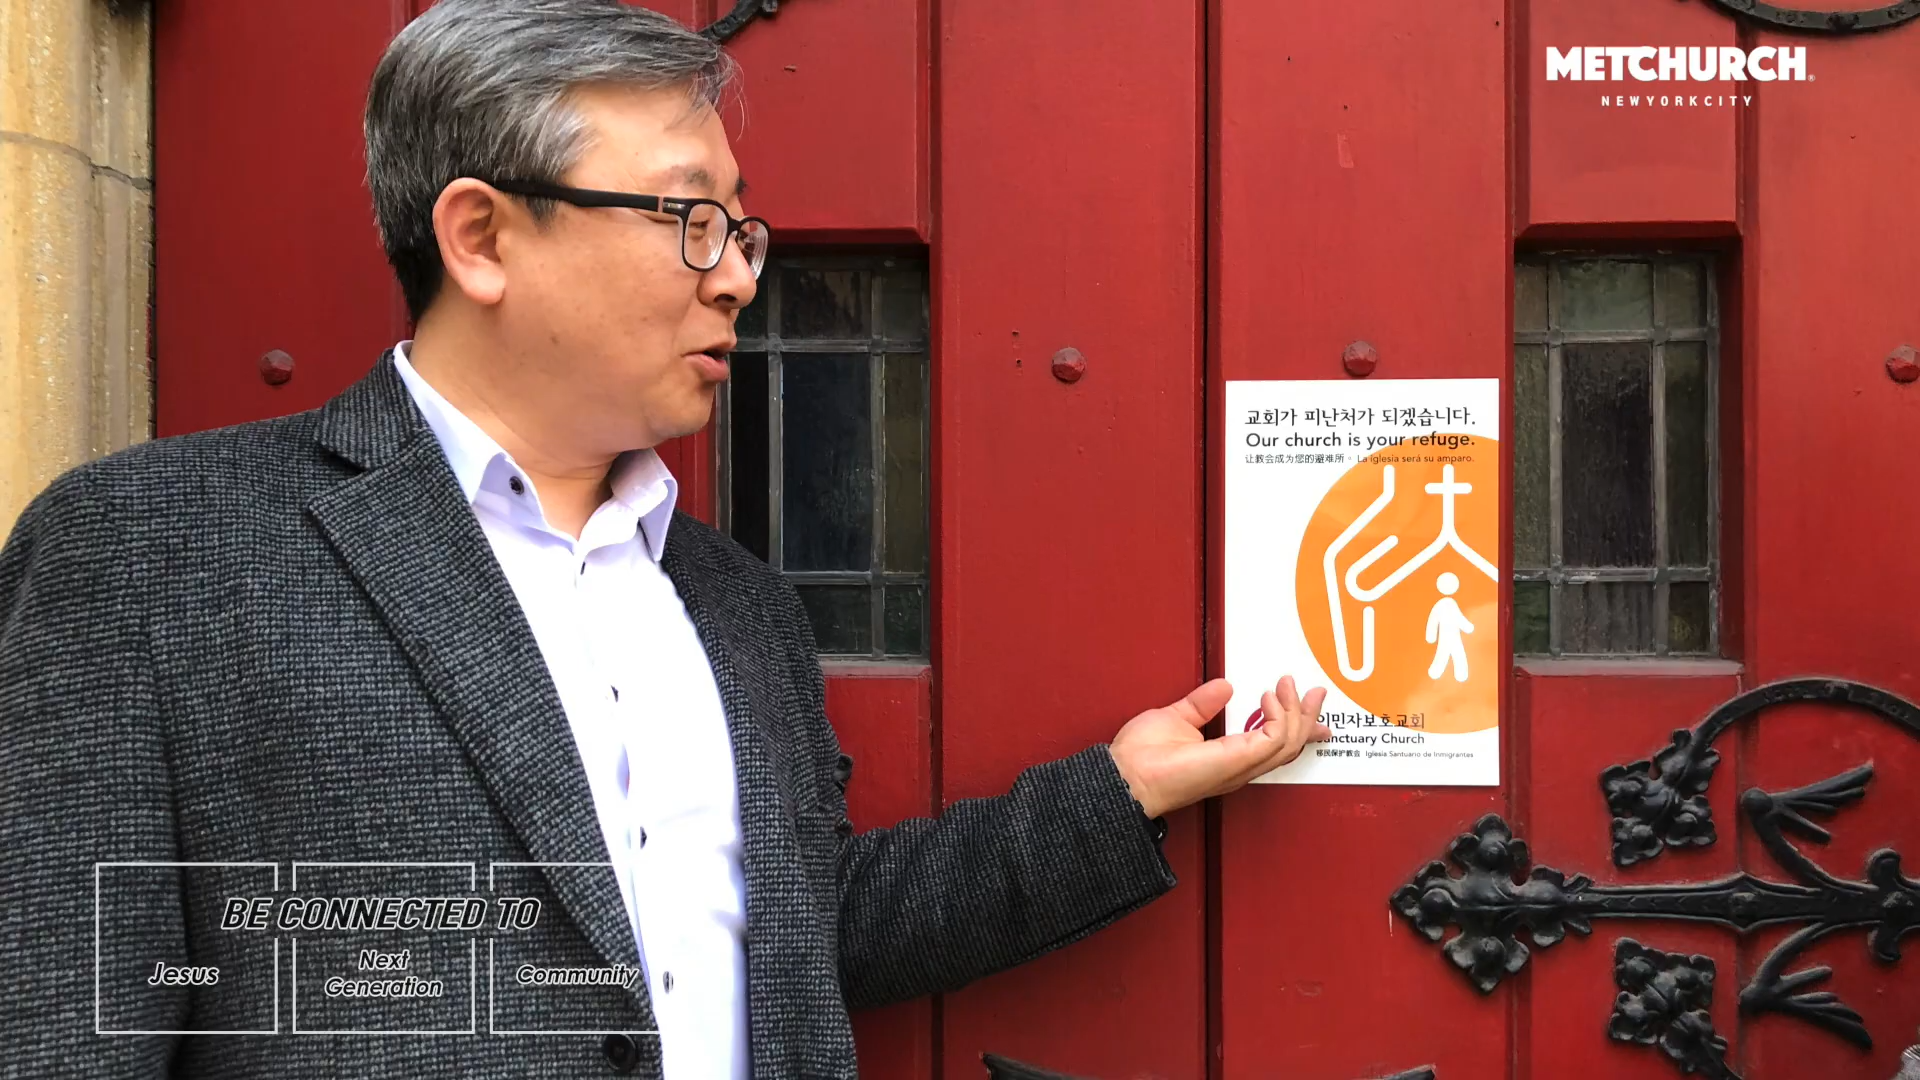 METCHURCH
NEWYORKCITY
교회가 피난처가 되겠습니다.
Our church is your refuge.
让教会成为您的避难所。 La iglesia será su amparo.
이민자보호교회
Sanctuary Church
移民保护教会 Iglesia Santuario de Inmigrantes
BE CONNECTED TO
Jesus
Next
Generation
Community